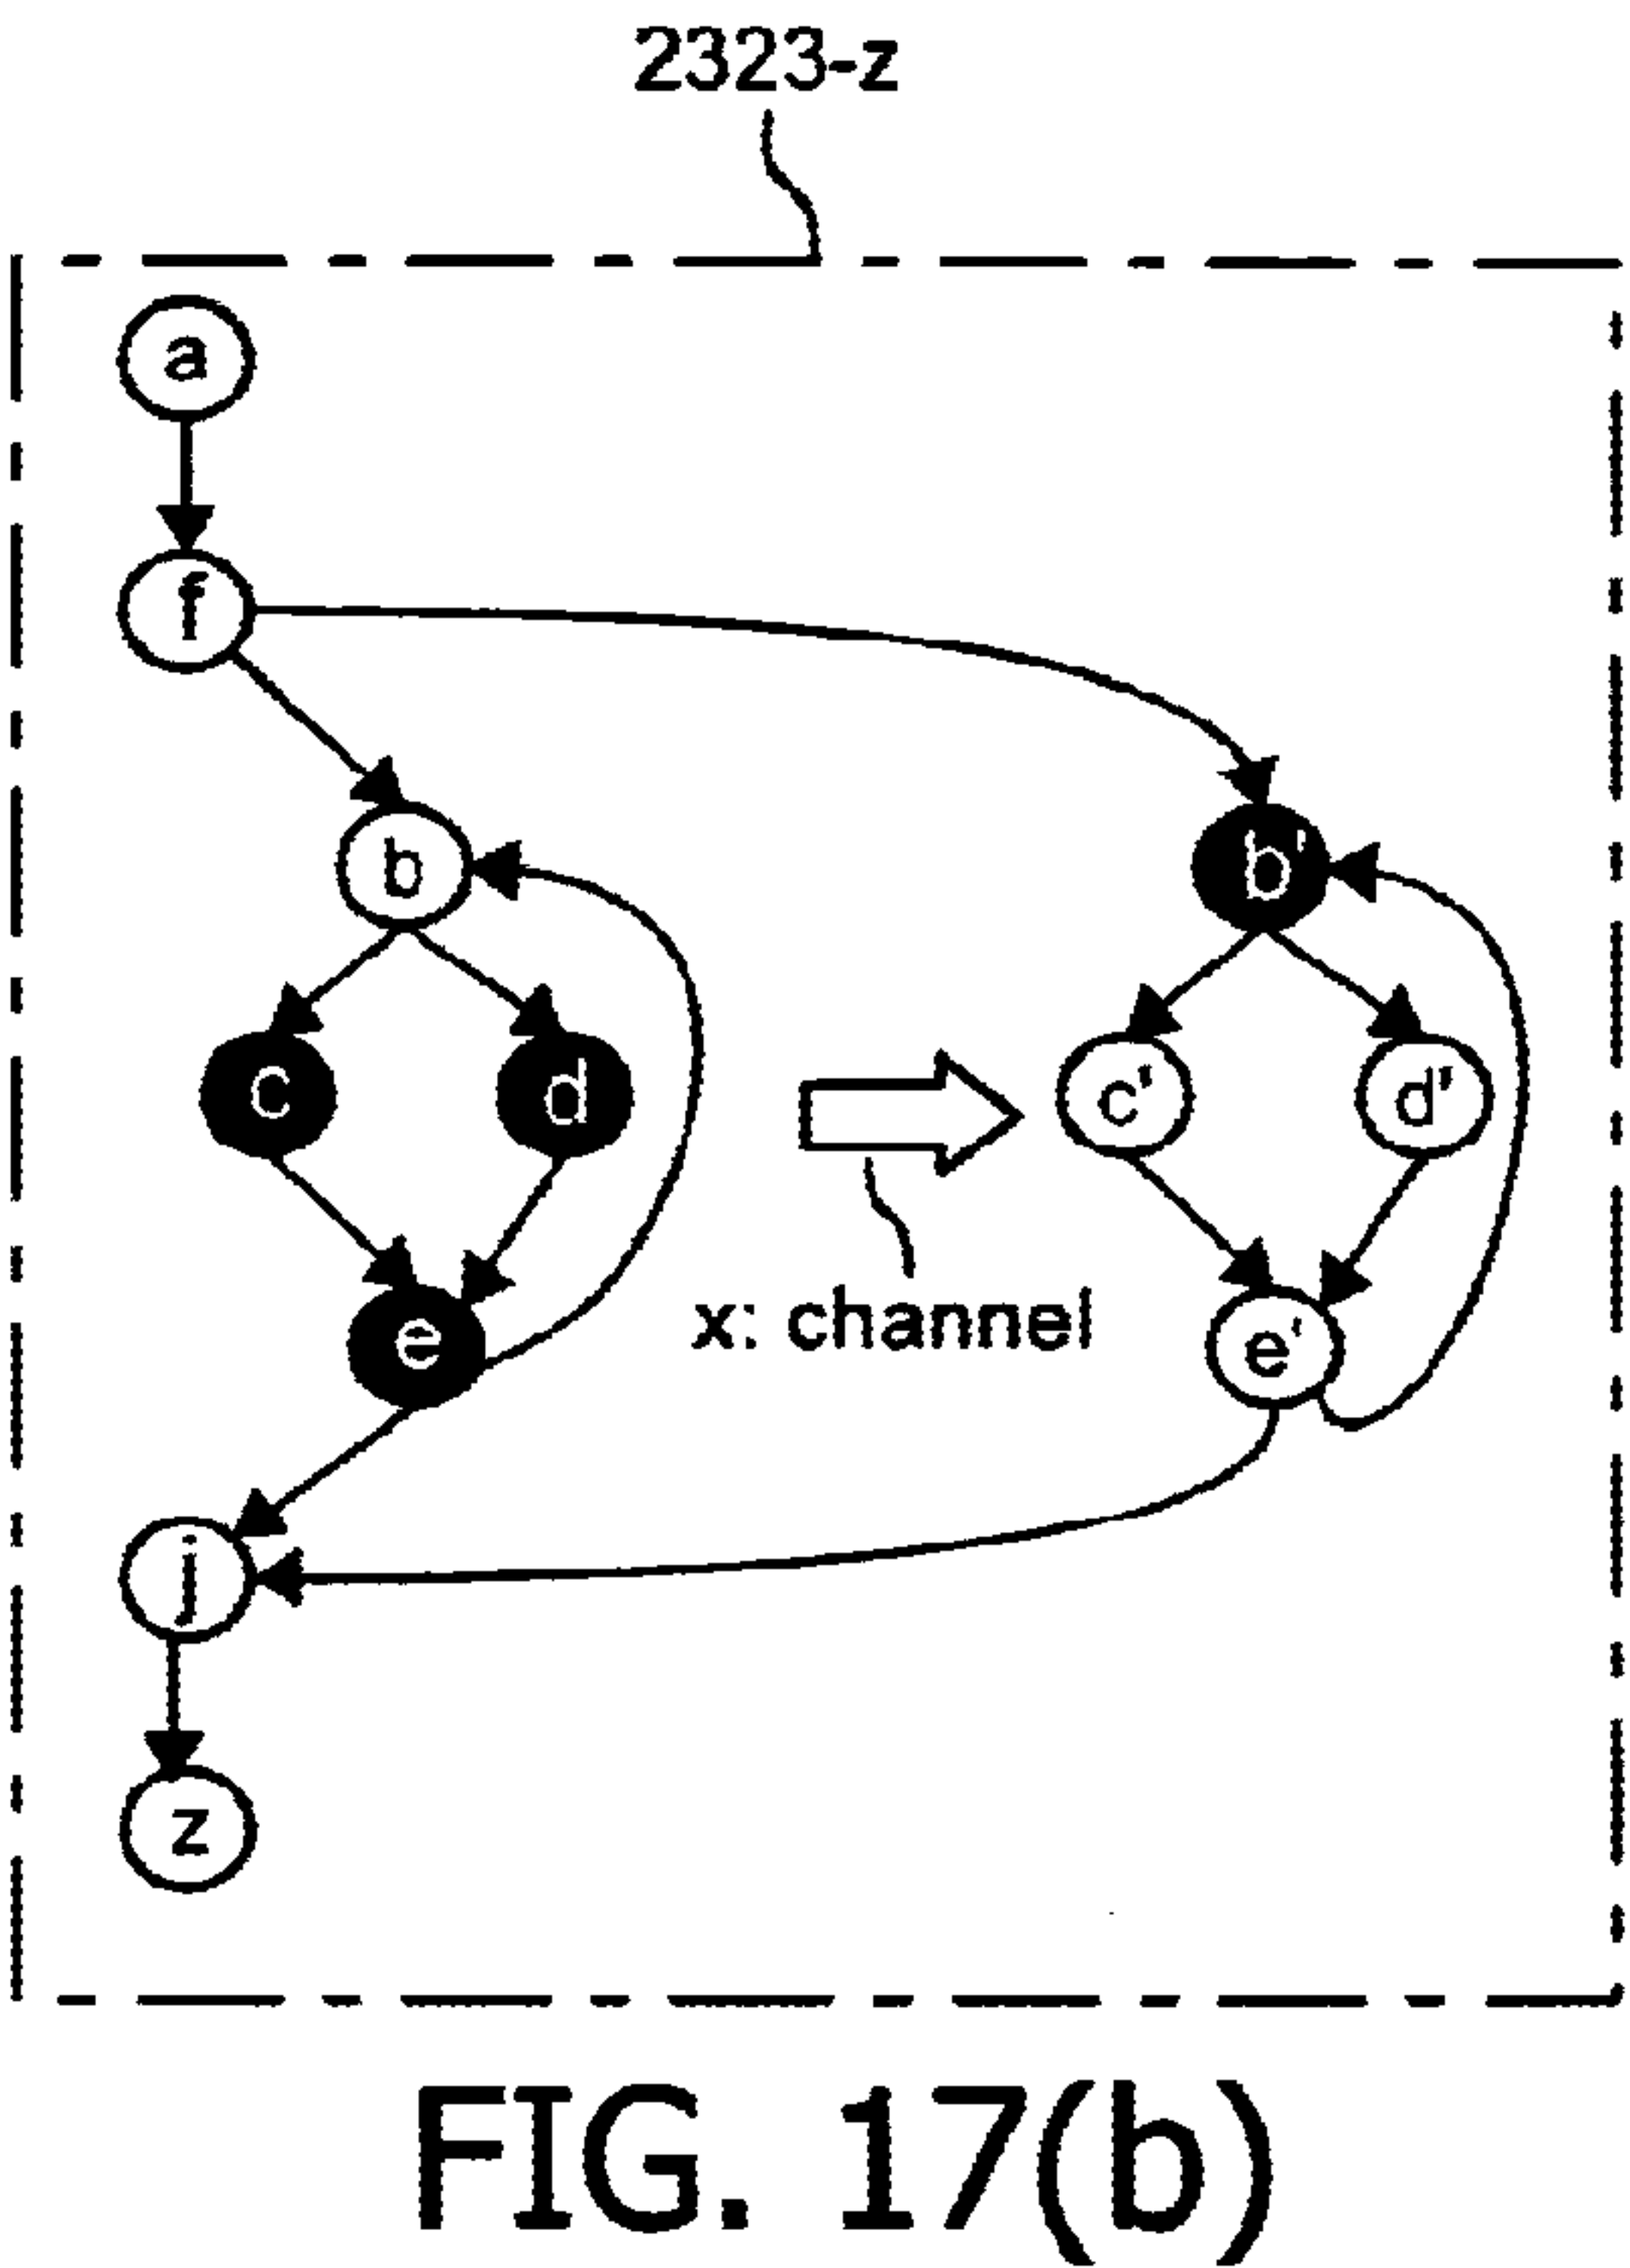 2323-z
a
f
b
b'
c
d
c'
d'
e
x: channel
e'
j
z
FIG. 17(b)